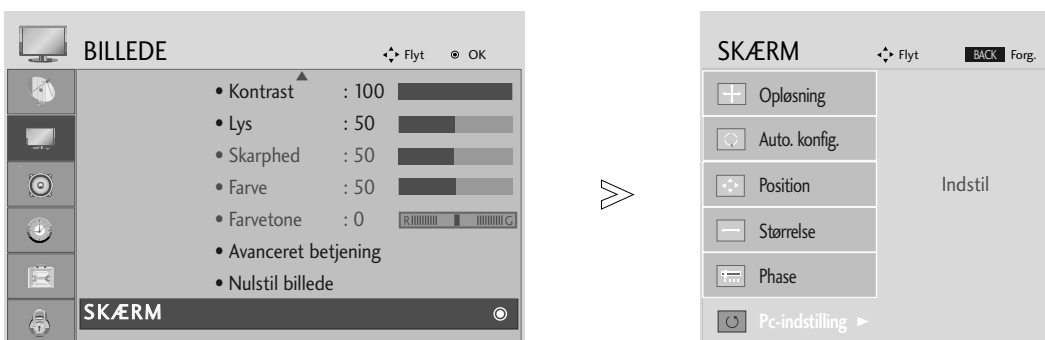 BILLEDE Flyt OK
• Kontrast : 100
• Lys : 50
• Skarphed : 50
• Farve : 50
• Farvetone : 0 R G
• Avanceret betjening
• Nulstil billede
SKÆRM
SKÆRM Flyt BACK Forg.
Opløsning
Auto. konfig.
Position
Størrelse
Phase
Pc-indstilling ►
Indstil